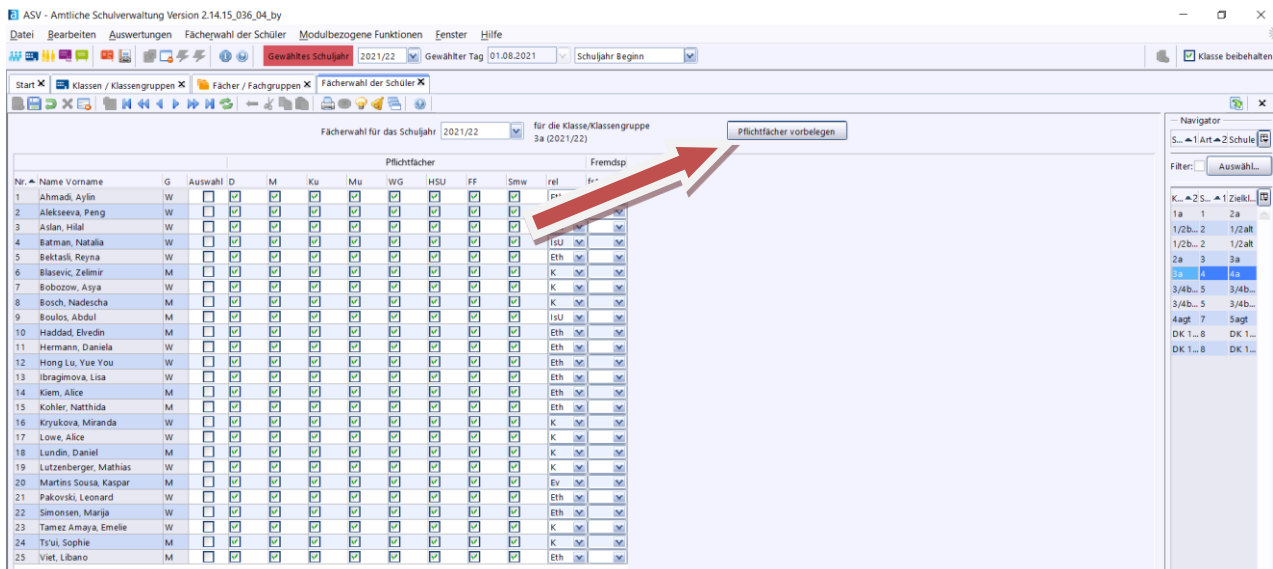 ASV - Amtliche Schulverwaltung Version 2.14.15_036_04_by
Datei Bearbeiten Auswertungen Fächerwahl der Schüler Modulbezogene Funktionen Fenster Hilfe
Gewähltes Schuljahr 2021/22 Gewählter Tag 01.08.2021 Schuljahr Beginn Klasse beibehalten
Start Klassen / Klassengruppen Fächer / Fachgruppen Fächerwahl der Schüler
Fächerwahl für das Schuljahr 2021/22 für die Klasse/Klassengruppe
3a (2021/22)
Pflichtfächer vorbelegen
Pflichtfächer Fremdsp
Nr. Name Vorname G Auswahl D M Ku Mu WG HSU FF Smw rel
1 Ahmadi, Aylin W
2 Alekseeva, Peng W
3 Aslan, Hilal W
4 Batman, Natalia W IsU
5 Bektasli, Reyna W Eth
6 Blasevic, Zelimir M K
7 Bobozow, Asya W K
8 Bosch, Nadescha M K
9 Boulos, Abdul M IsU
10 Haddad, Elvedin M Eth
11 Hermann, Daniela W Eth
12 Hong Lu, Yue You W Eth
13 Ibragimova, Lisa W Eth
14 Kiem, Alice M Eth
15 Kohler, Natthida M Eth
16 Kryukova, Miranda W K
17 Lowe, Alice W K
18 Lundin, Daniel M K
19 Lutzenberger, Mathias W K
20 Martins Sousa, Kaspar M Ev
21 Pakovski, Leonard W Eth
22 Simonsen, Marija W Eth
23 Tamez Amaya, Emelie W K
24 Ts'ui, Sophie M K
25 Viet, Libano M Eth
Navigator
S... 1 Art 2 Schule
Filter: Auswähl...
K... 2 S... 1 Zielkl...
1a 1 2a
1/2b... 2 1/2alt
1/2b... 2 1/2alt
2a 3 3a
3a 4 4a
3/4b... 5 3/4b...
3/4b... 5 3/4b...
4agt 7 5agt
DK 1... 8 DK 1...
DK 1... 8 DK 1...